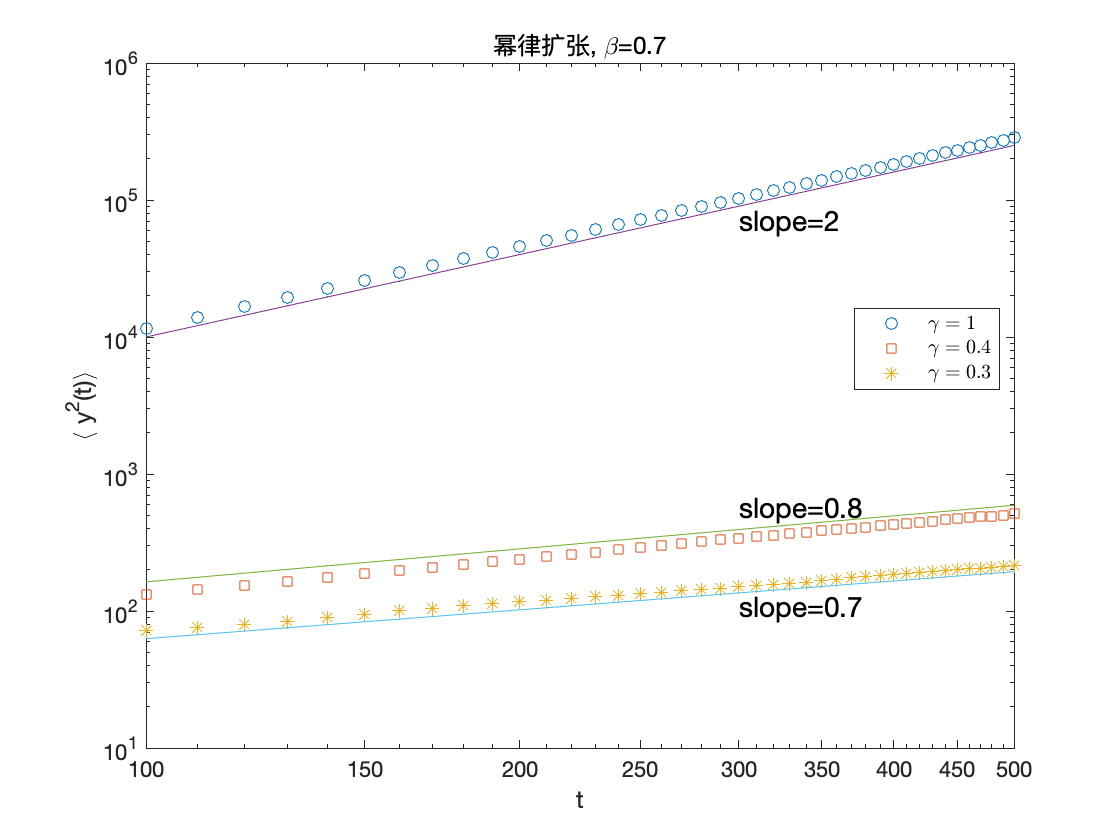 幂律扩张, β=0.7
10^6
10^5
10^4
10^3
10^2
10^1
⟨ y^2(t)⟩
slope=2
γ = 1
γ = 0.4
γ = 0.3
slope=0.8
slope=0.7
100 150 200 250 300 350 400 450 500
t